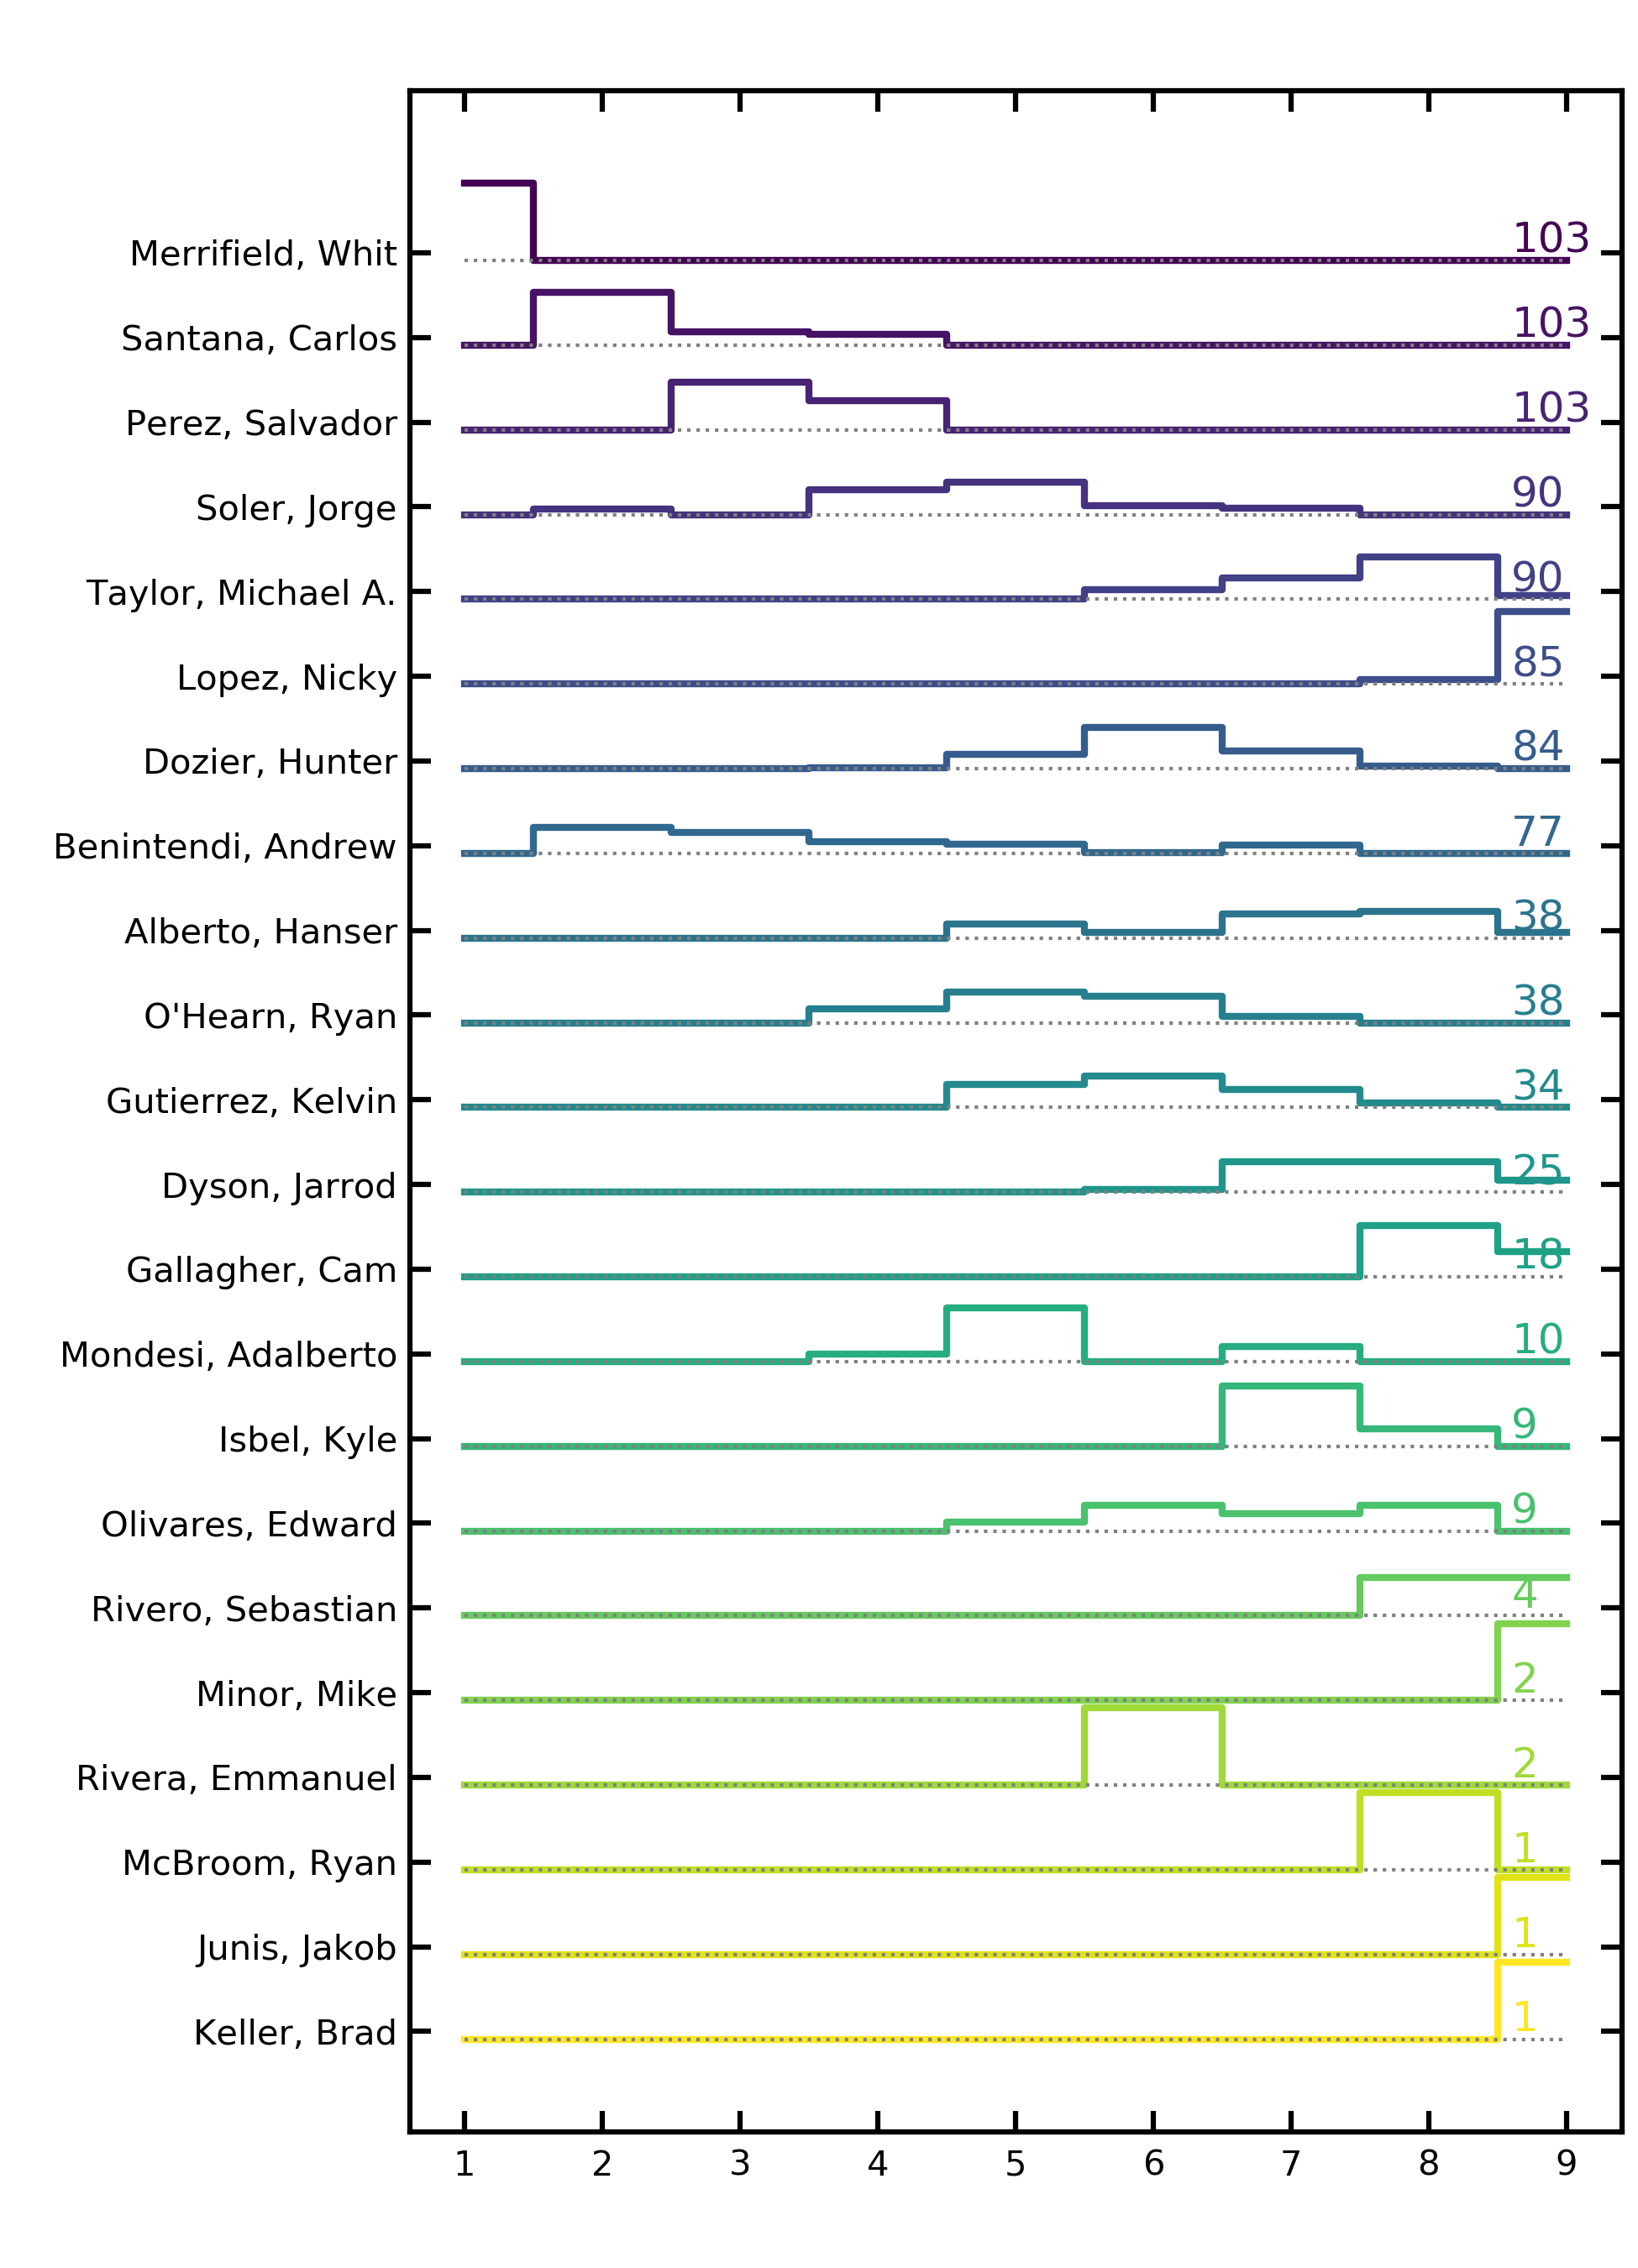 Merrifield, Whit 103
Santana, Carlos 103
Perez, Salvador 103
Soler, Jorge 90
Taylor, Michael A. 90
Lopez, Nicky 85
Dozier, Hunter 84
Benintendi, Andrew 77
Alberto, Hanser 38
O'Hearn, Ryan 38
Gutierrez, Kelvin 34
Dyson, Jarrod 25
Gallagher, Cam 18
Mondesi, Adalberto 10
Isbel, Kyle 9
Olivares, Edward 9
Rivero, Sebastian 4
Minor, Mike 2
Rivera, Emmanuel 2
McBroom, Ryan 1
Junis, Jakob 1
Keller, Brad 1
1 2 3 4 5 6 7 8 9